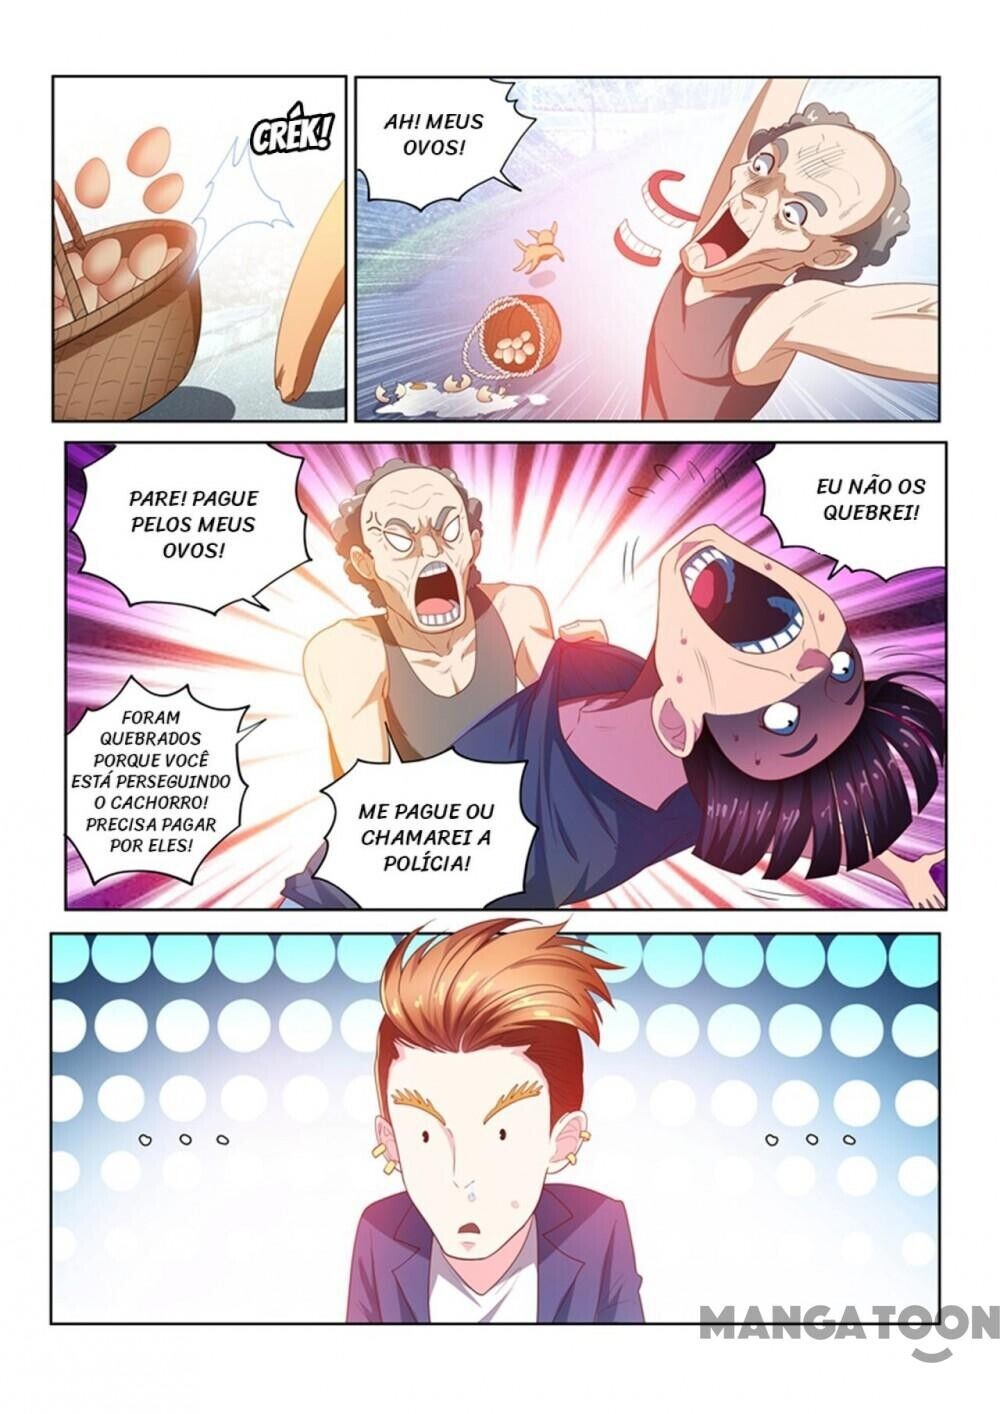 CRÉK!
AH! MEUS
OVOS!
PARE! PAGUE
PELOS MEUS
OVOS!
EU NÃO OS
QUEBREI!
FORAM
QUEBRADOS
PORQUE VOCÊ
ESTÁ PERSEGUINDO
O CACHORRO!
PRECISA PAGAR
POR ELES!
ME PAGUE OU
CHAMAREI A
POLÍCIA!
MANGATOON